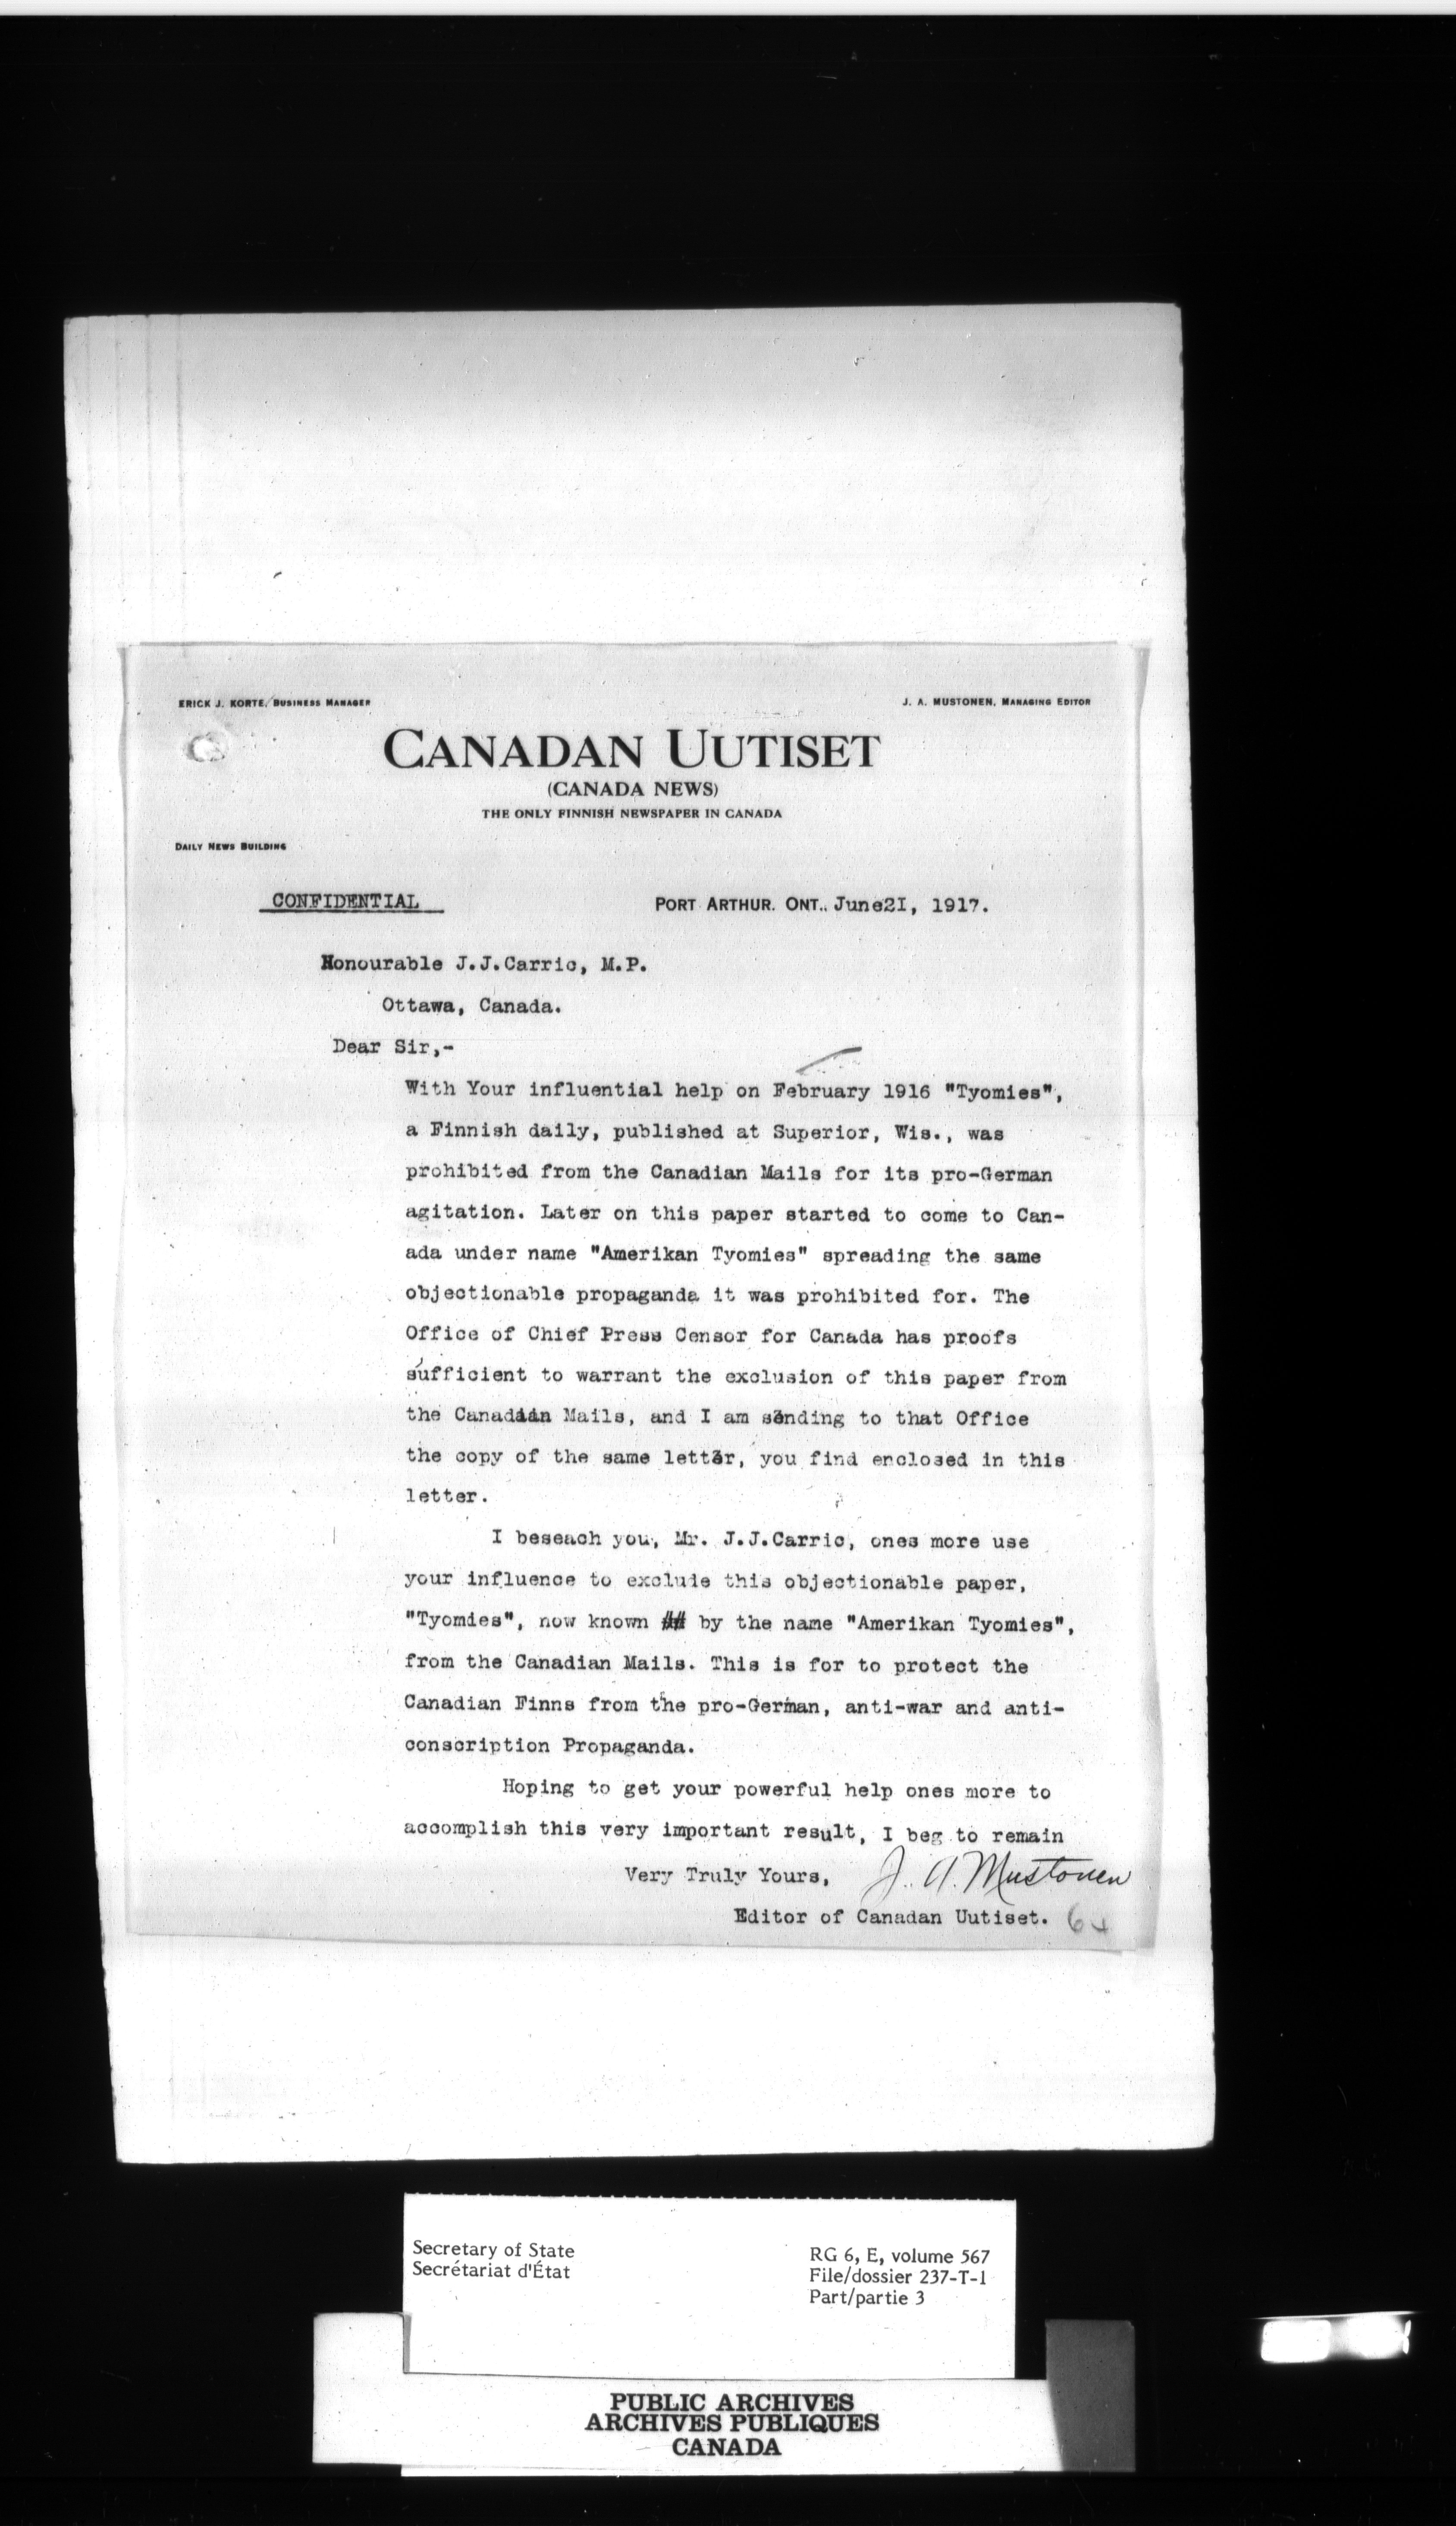 ERICK J. KORTE, BUSINESS MANAGER
J. A. MUSTONEN, MANAGING EDITOR
CANADAN UUTISET
(CANADA NEWS)
THE ONLY FINNISH NEWSPAPER IN CANADA
DAILY NEWS BUILDING
CONFIDENTIAL
PORT ARTHUR. ONT., June2I, 1917.
Honourable J.J.Carric, M.P.
Ottawa, Canada.
Dear Sir,-
With Your influential help on February 1916 "Tyomies",
a Finnish daily, published at Superior, Wis., was
prohibited from the Canadian Mails for its pro-German
agitation. Later on this paper started to come to Can-
ada under name "Amerikan Tyomies" spreading the same
objectionable propaganda it was prohibited for. The
Office of Chief Press Censor for Canada has proofs
sufficient to warrant the exclusion of this paper from
the Canadian Mails, and I am sending to that Office
the copy of the same letter, you find enclosed in this
letter.
I beseach you, Mr. J.J.Carric, ones more use
your influence to exclude this objectionable paper,
"Tyomies", now known ## by the name "Amerikan Tyomies",
from the Canadian Mails. This is for to protect the
Canadian Finns from the pro-German, anti-war and anti-
conscription Propaganda.
Hoping to get your powerful help ones more to
accomplish this very important result, I beg to remain
Very Truly Yours, J. A. Mustonen
Editor of Canadan Uutiset. 64
Secretary of State
Secrétariat d'État
RG 6, E, volume 567
File/dossier 237-T-1
Part/partie 3
PUBLIC ARCHIVES
ARCHIVES PUBLIQUES
CANADA